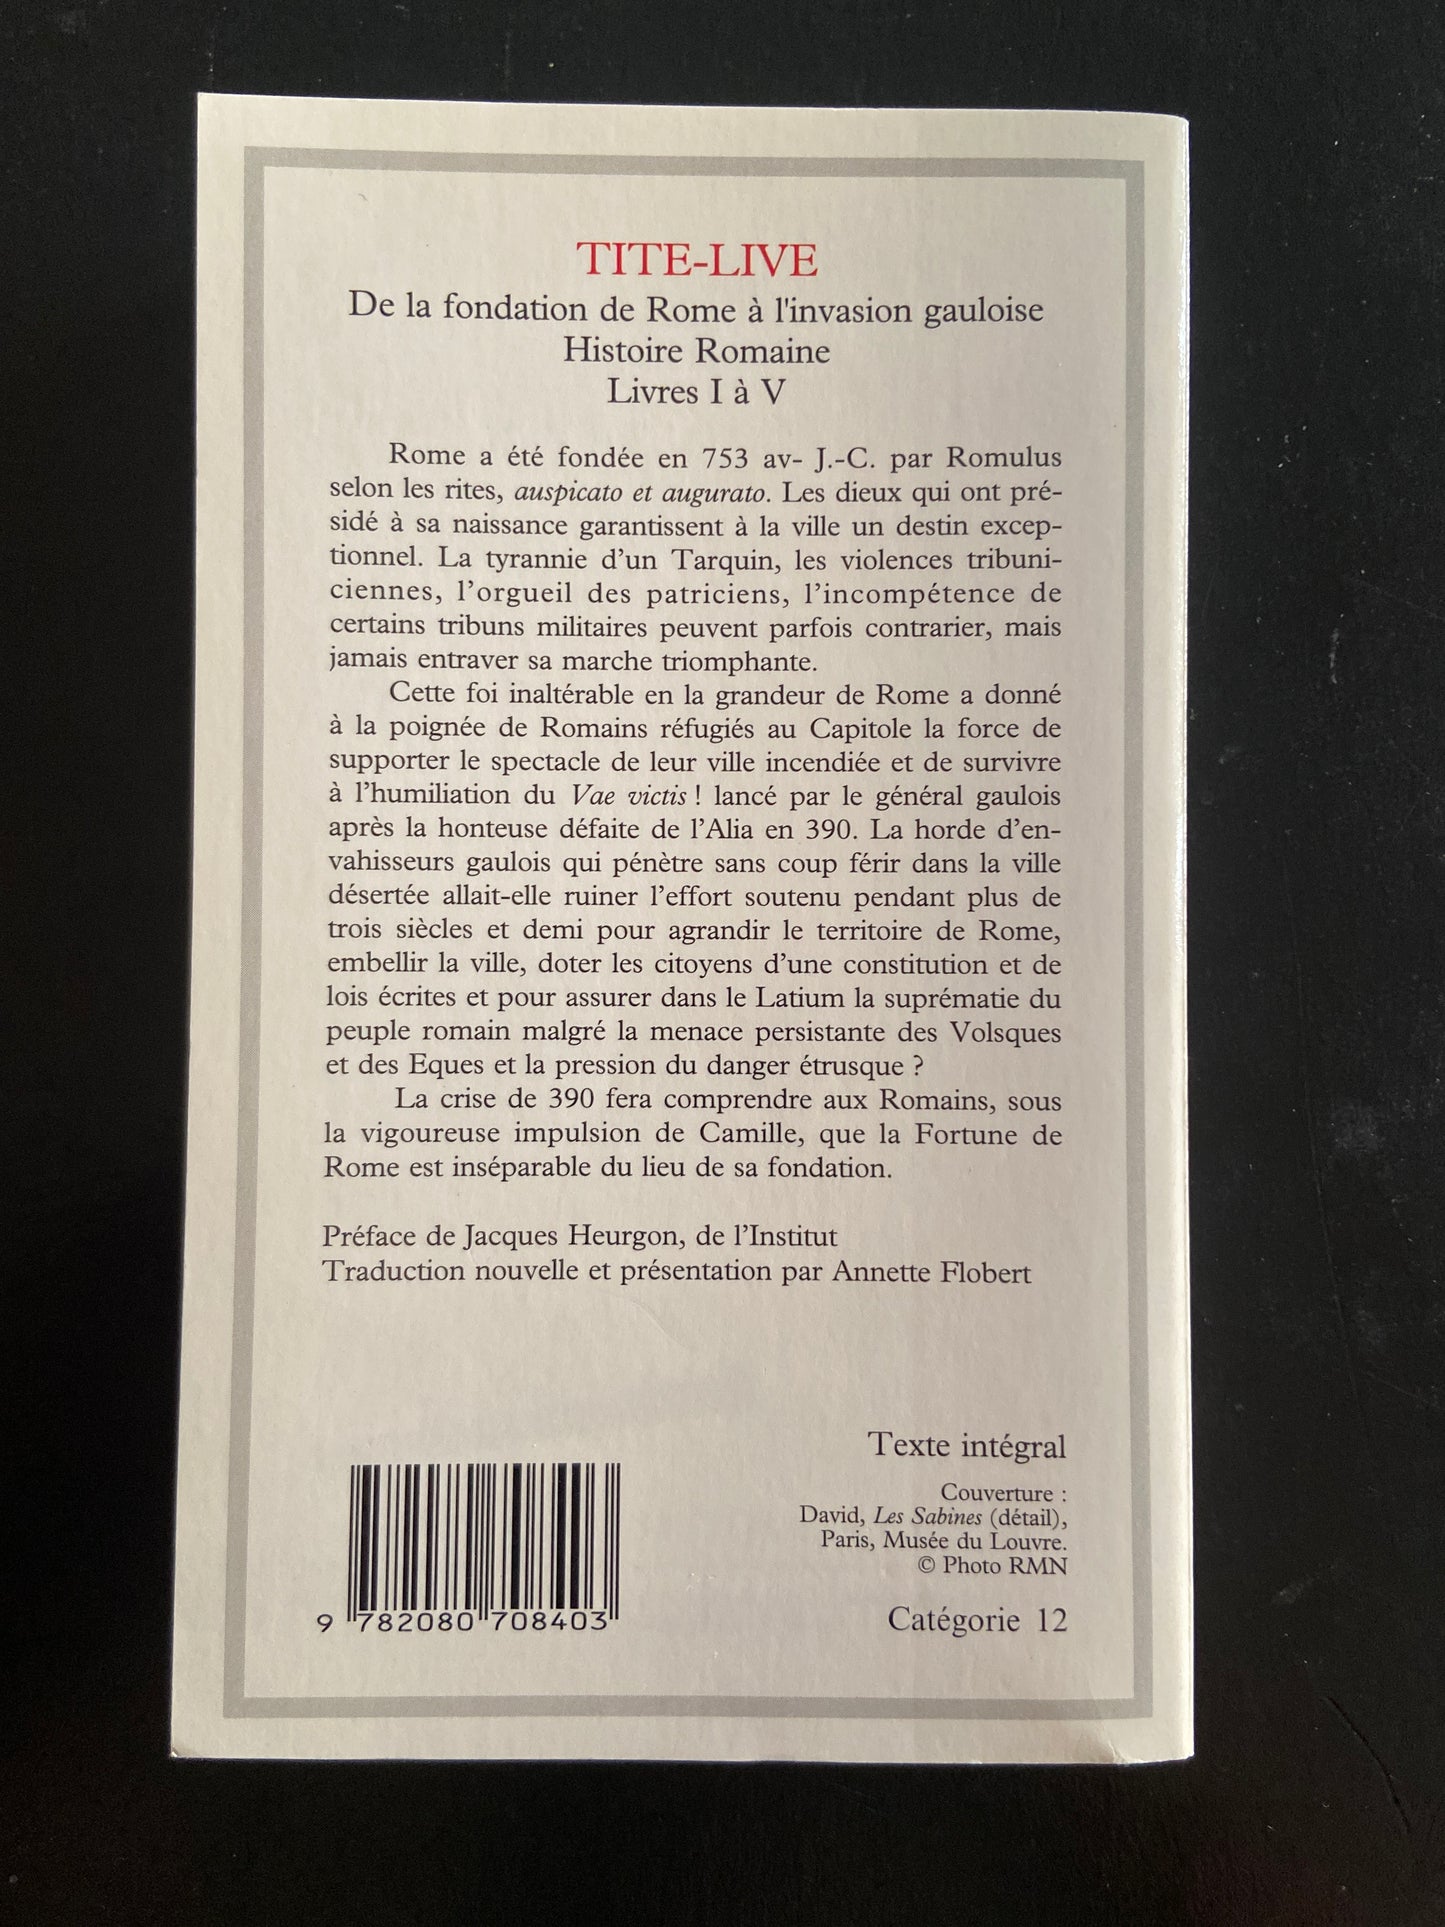 TITE-LIVE
De la fondation de Rome à l'invasion gauloise
Histoire Romaine
Livres I à V
Rome a été fondée en 753 av- J.-C. par Romulus
selon les rites, auspicato et augurato. Les dieux qui ont pré-
sidé à sa naissance garantissent à la ville un destin excep-
tionnel. La tyrannie d’un Tarquin, les violences tribuni-
ciennes, l’orgueil des patriciens, l’incompétence de
certains tribuns militaires peuvent parfois contrarier, mais
jamais entraver sa marche triomphante.
Cette foi inaltérable en la grandeur de Rome a donné
à la poignée de Romains réfugiés au Capitole la force de
supporter le spectacle de leur ville incendiée et de survivre
à l’humiliation du Vae victis ! lancé par le général gaulois
après la honteuse défaite de l’Alia en 390. La horde d’en-
vahisseurs gaulois qui pénètre sans coup férir dans la ville
désertée allait-elle ruiner l’effort soutenu pendant plus de
trois siècles et demi pour agrandir le territoire de Rome,
embellir la ville, doter les citoyens d’une constitution et de
lois écrites et pour assurer dans le Latium la suprématie du
peuple romain malgré la menace persistante des Volsques
et des Eques et la pression du danger étrusque ?
La crise de 390 fera comprendre aux Romains, sous
la vigoureuse impulsion de Camille, que la Fortune de
Rome est inséparable du lieu de sa fondation.
Préface de Jacques Heurgon, de l’Institut
Traduction nouvelle et présentation par Annette Flobert
Texte intégral
Couverture :
David, Les Sabines (détail),
Paris, Musée du Louvre.
© Photo RMN
Catégorie 12
9 782080 708403